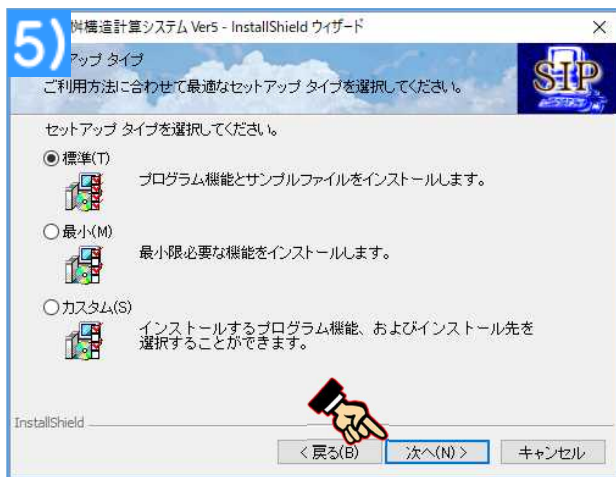 5)
桝構造計算システム Ver5 - InstallShield ウィザード
アップ タイプ
ご利用方法に合わせて最適なセットアップ タイプを選択してください。
SIP
セットアップ タイプを選択してください。
標準(T)
プログラム機能とサンプルファイルをインストールします。
最小(M)
最小限必要な機能をインストールします。
カスタム(S)
インストールするプログラム機能、およびインストール先を
選択することができます。
InstallShield
< 戻る(B)
次へ(N) >
キャンセル